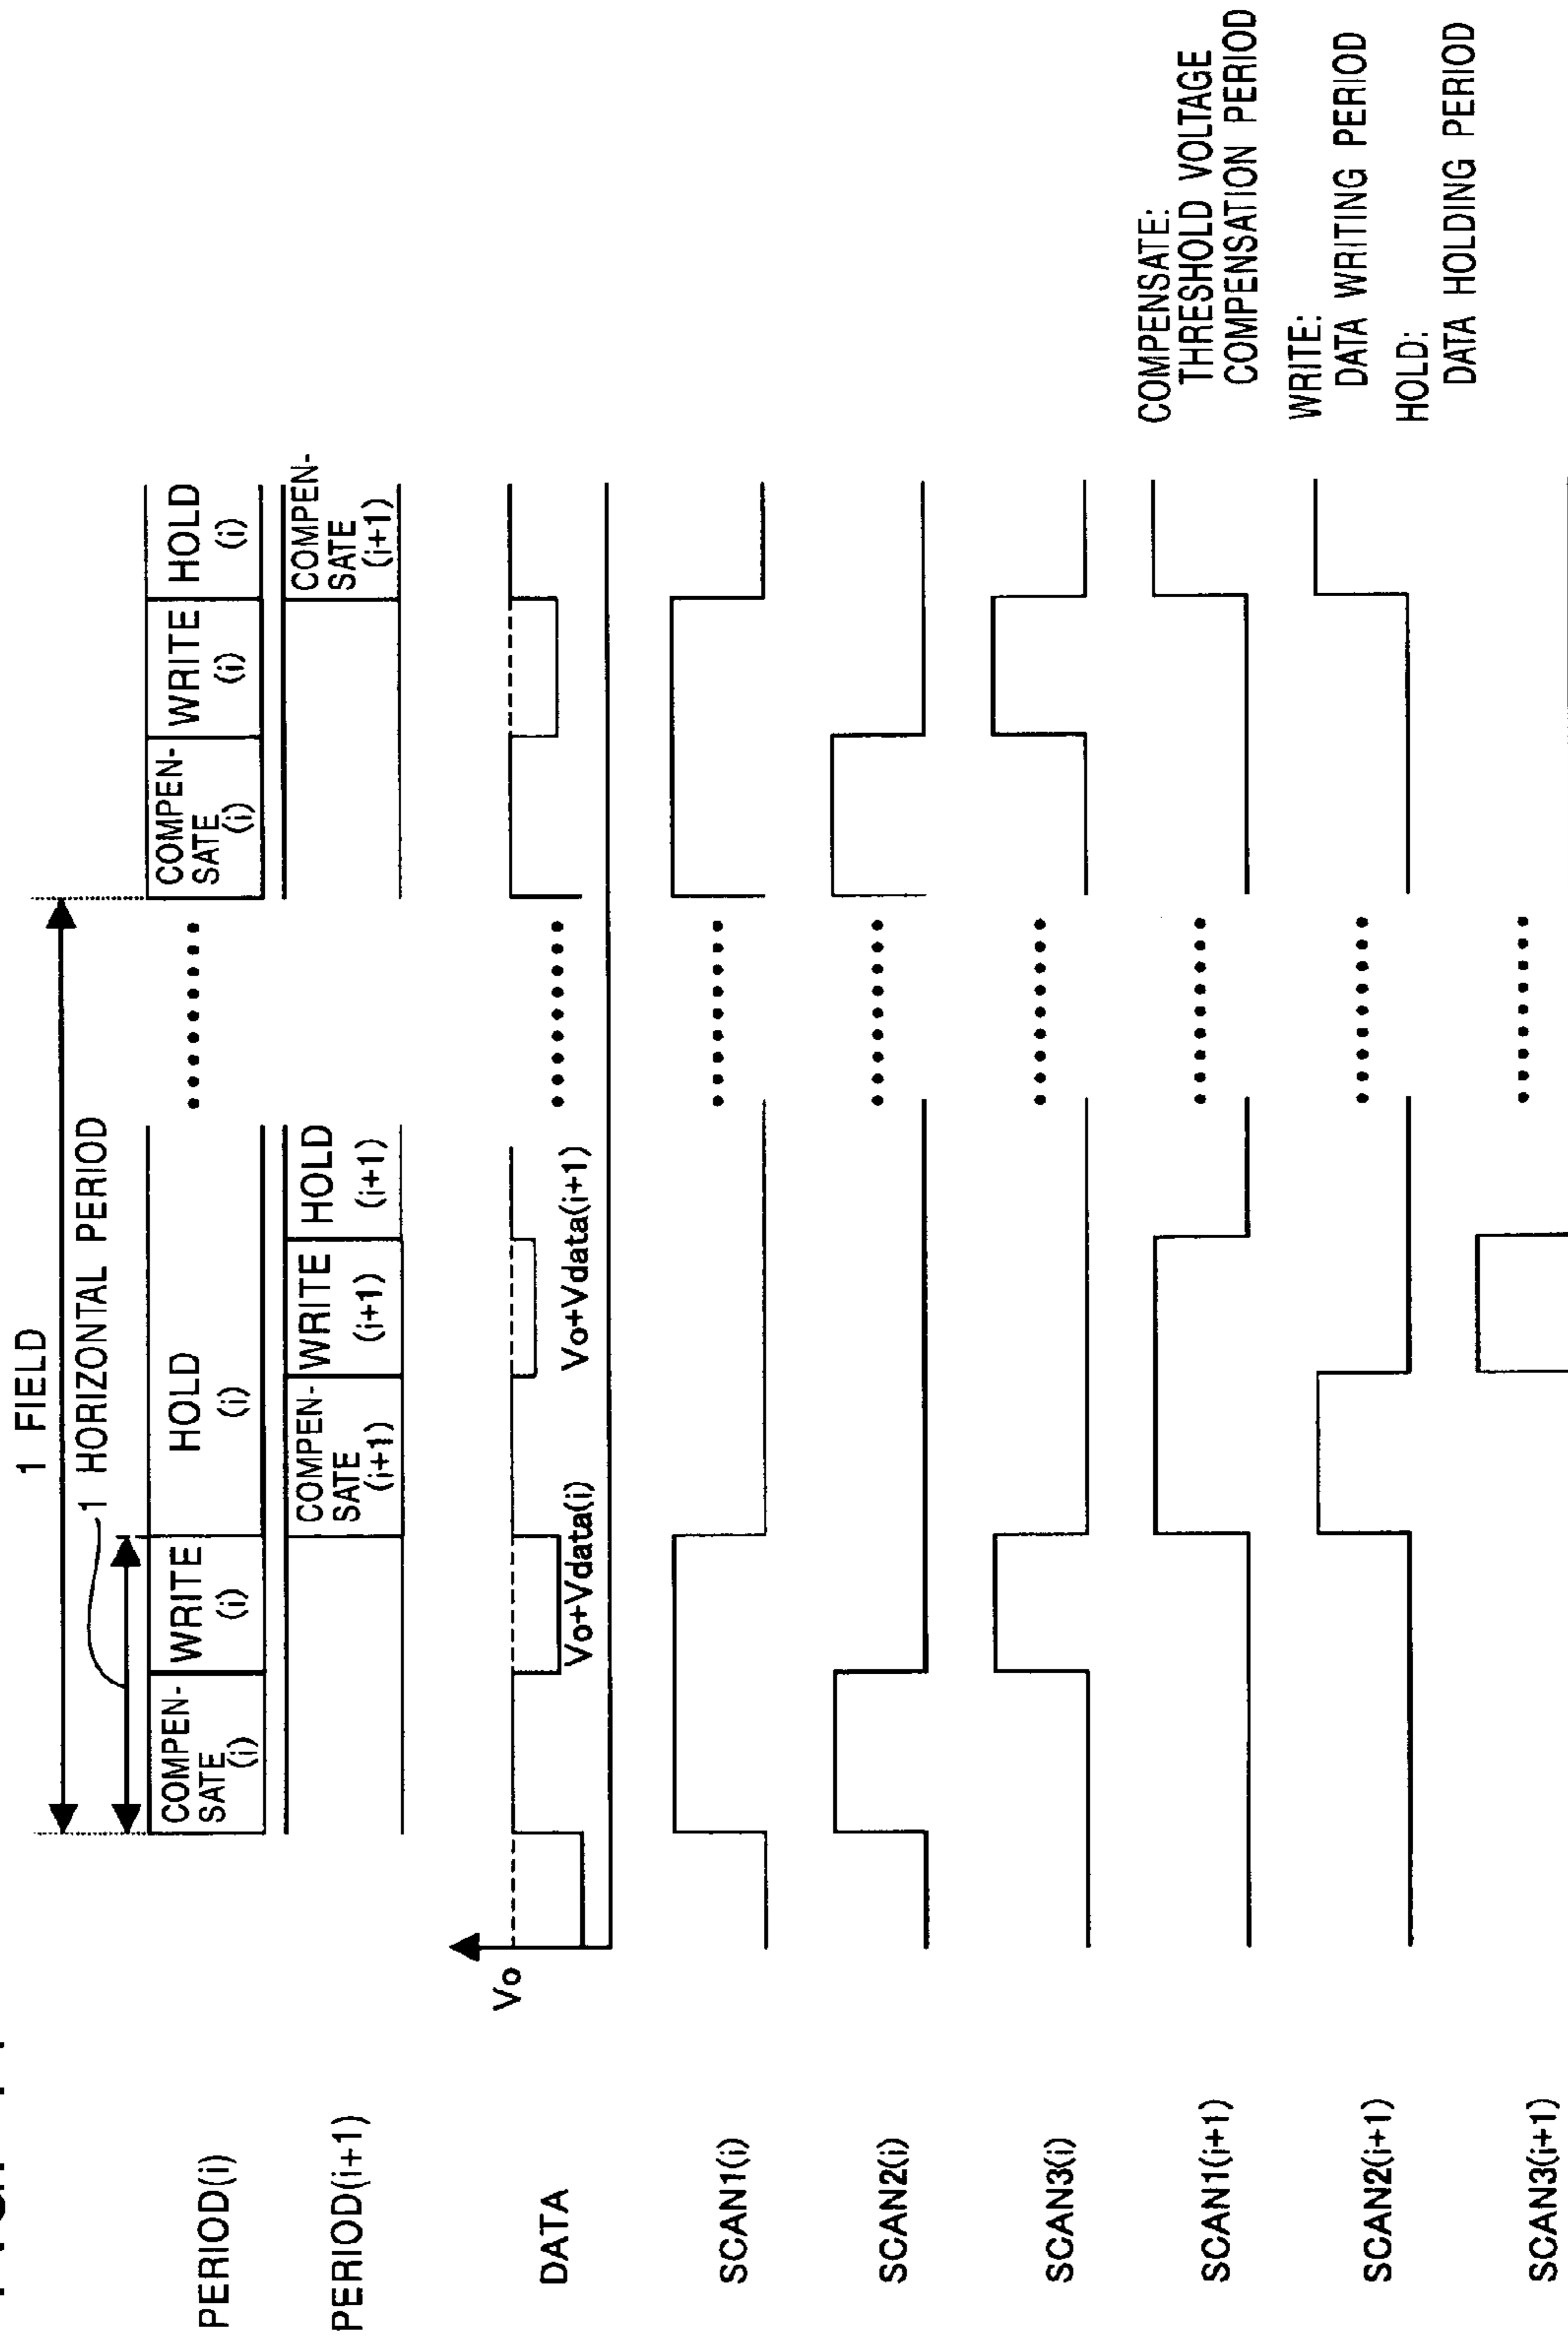 1 FIELD
1 HORIZONTAL PERIOD
PERIOD(i)
COMPEN-
SATE
(i)
WRITE
(i)
HOLD
(i)
COMPEN-
SATE
(i)
WRITE
(i)
HOLD
(i)
PERIOD(i+1)
COMPEN-
SATE
(i+1)
WRITE
(i+1)
HOLD
(i+1)
COMPEN-
SATE
(i+1)
Vo
DATA
Vo+Vdata(i)
Vo+Vdata(i+1)
SCAN1(i)
SCAN2(i)
SCAN3(i)
SCAN1(i+1)
SCAN2(i+1)
SCAN3(i+1)
COMPENSATE:
THRESHOLD VOLTAGE
COMPENSATION PERIOD
WRITE:
DATA WRITING PERIOD
HOLD:
DATA HOLDING PERIOD